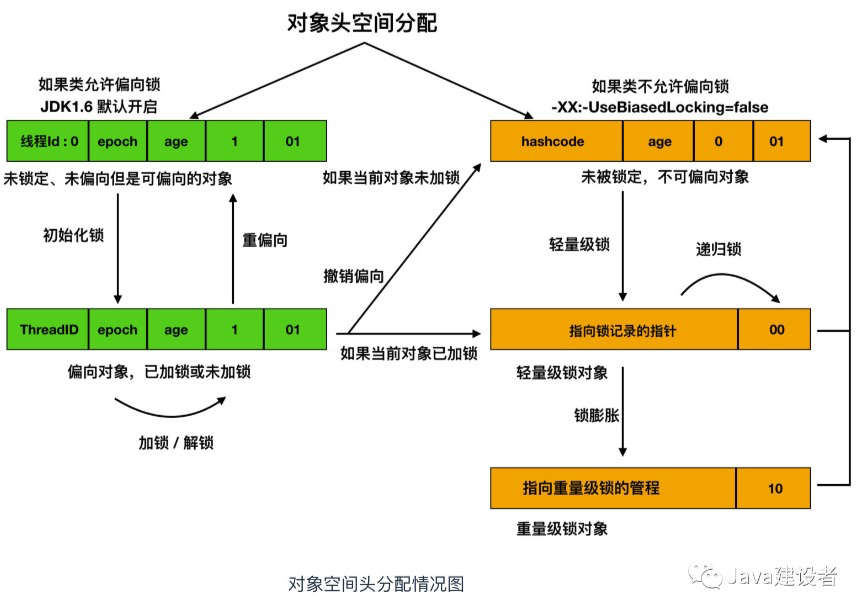 对象头空间分配
如果类允许偏向锁
JDK1.6 默认开启
如果类不允许偏向锁
-XX:-UseBiasedLocking=false
线程Id : 0 epoch age 1 01
hashcode age 0 01
未锁定、未偏向但是可偏向的对象
如果当前对象未加锁
未被锁定，不可偏向对象
初始化锁
重偏向
轻量级锁
递归锁
撤销偏向
ThreadID epoch age 1 01
指向锁记录的指针 00
如果当前对象已加锁
偏向对象，已加锁或未加锁
轻量级锁对象
锁膨胀
加锁 / 解锁
指向重量级锁的管程 10
重量级锁对象
对象空间头分配情况图
Java建设者